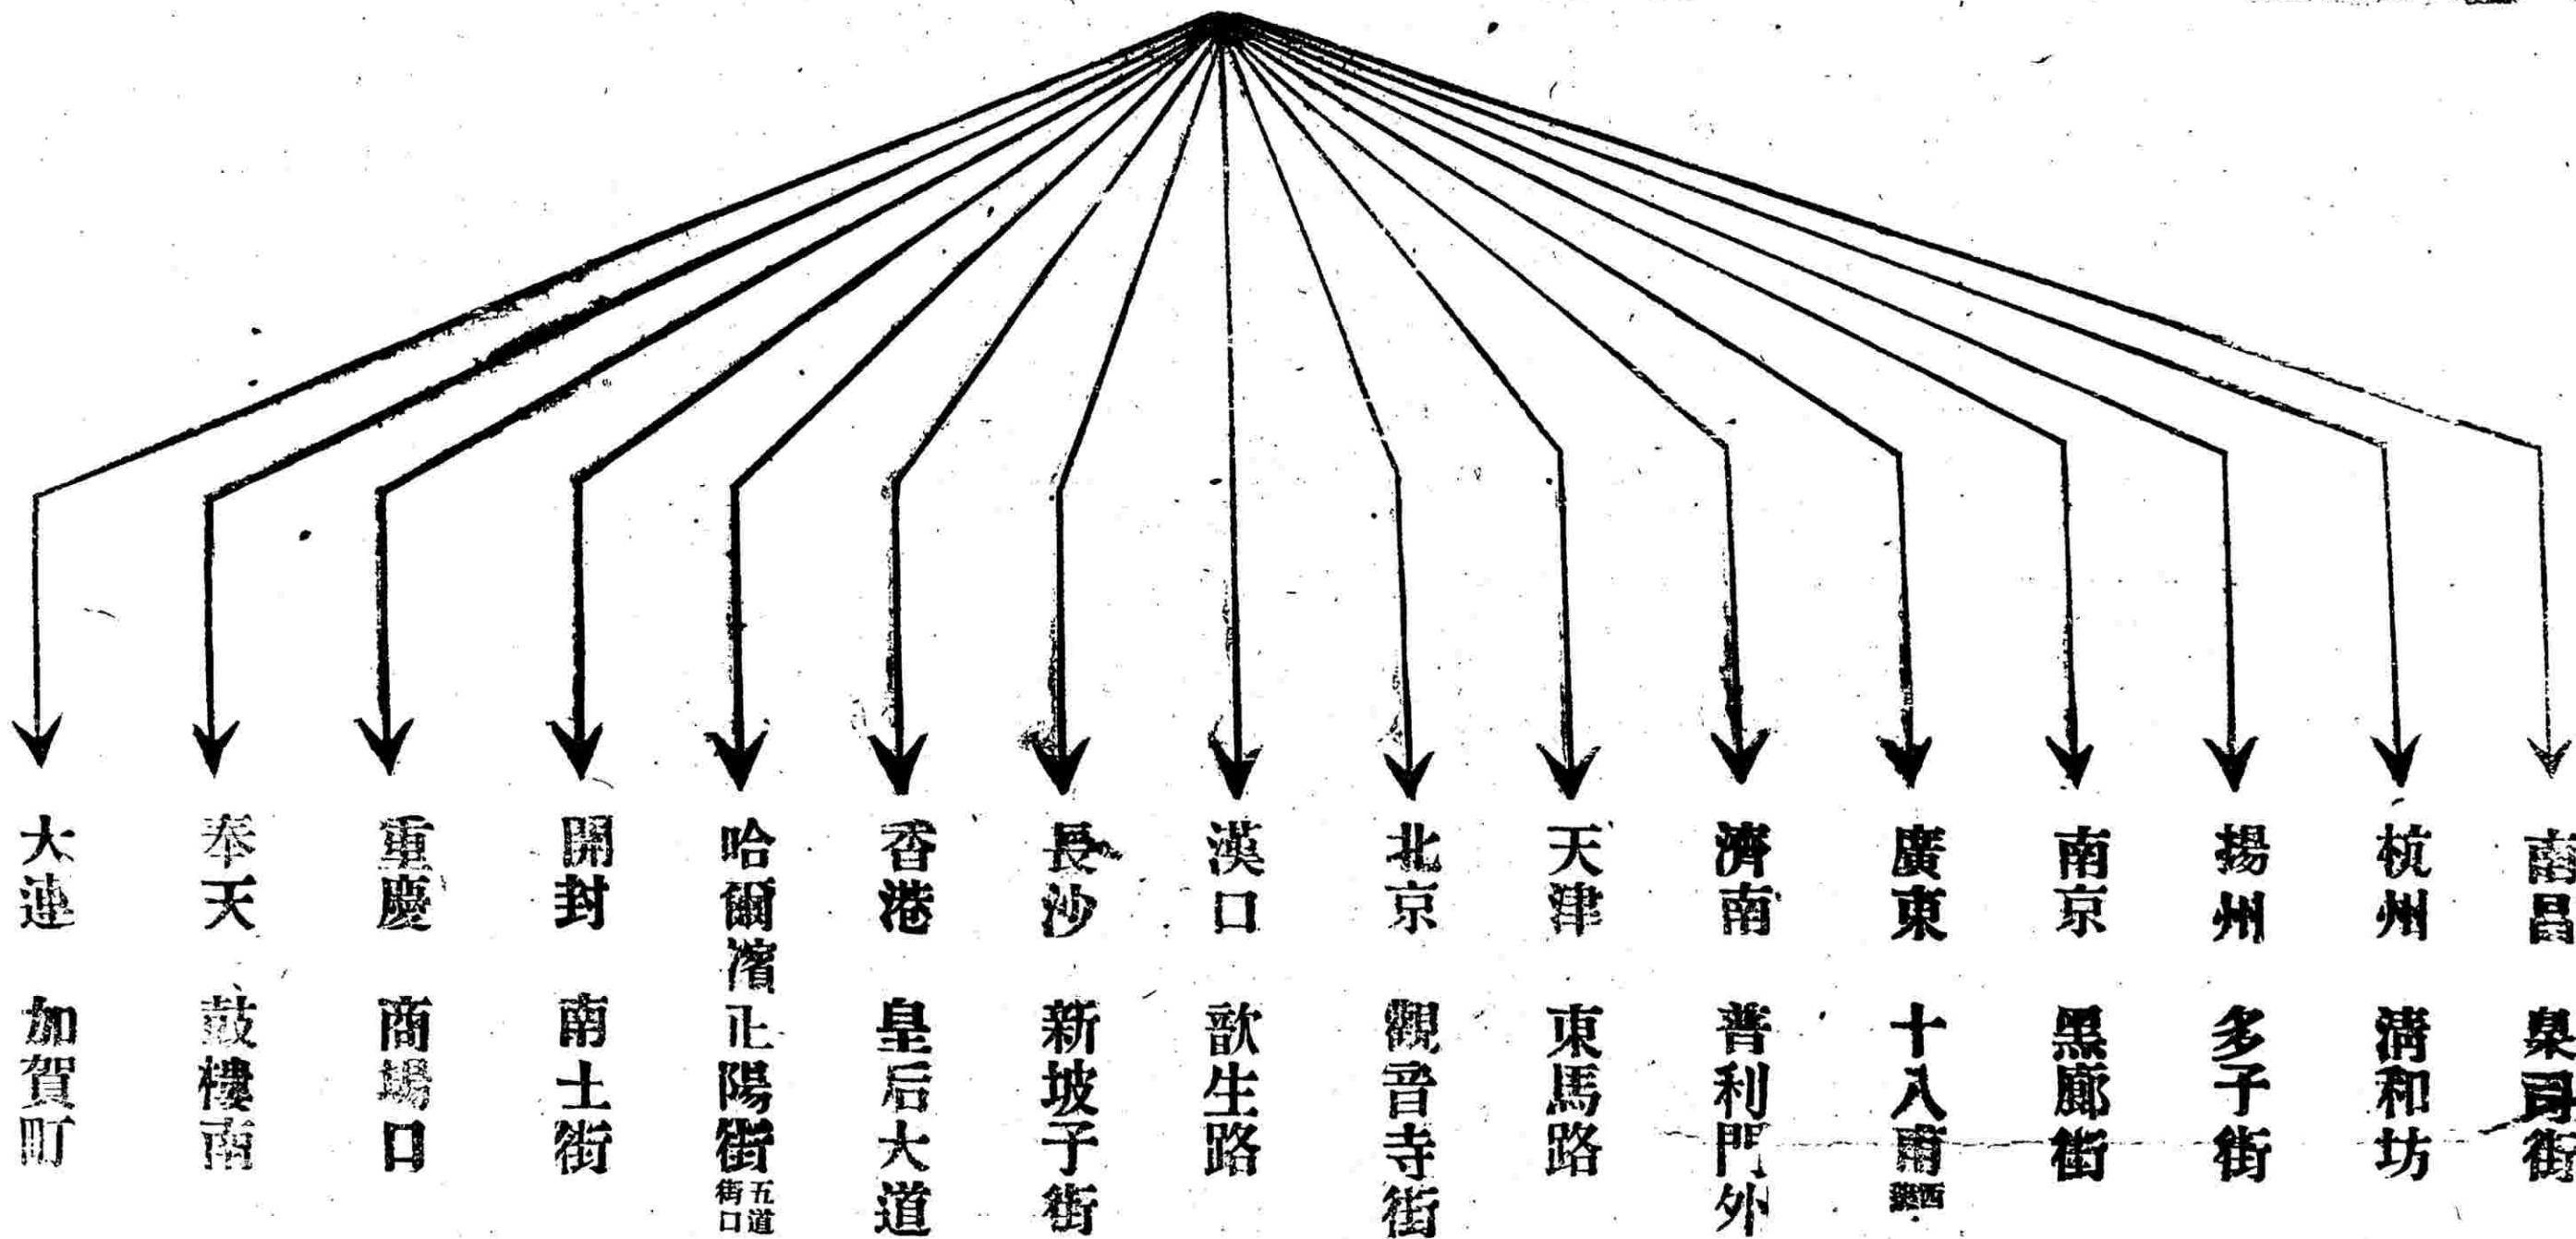 南昌 臬司街
杭州 淸和坊
揚州 多子街
南京 黑廊街
廣東 十八甫
濟南 普利門外
天津 東馬路
北京 觀音寺街
漢口 歆生路
長沙 新坡子街
香港 皇后大道
哈爾濱 正陽街 五道街口
開封 南土街
重慶 商場口
奉天 鼓樓南
大連 加賀町